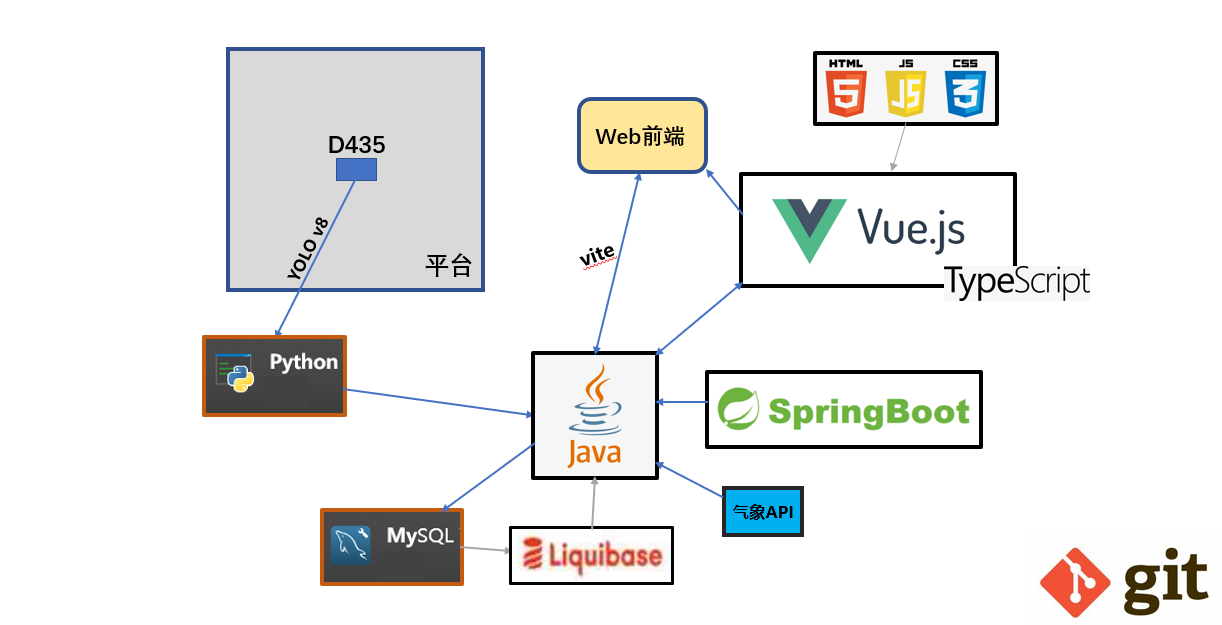 HTML
JS
CSS
5
JS
3
D435
Web前端
YOLO v8
平台
vite
Vue.js
TypeScript
Python
Java
SpringBoot
气象API
MySQL
Liquibase
git